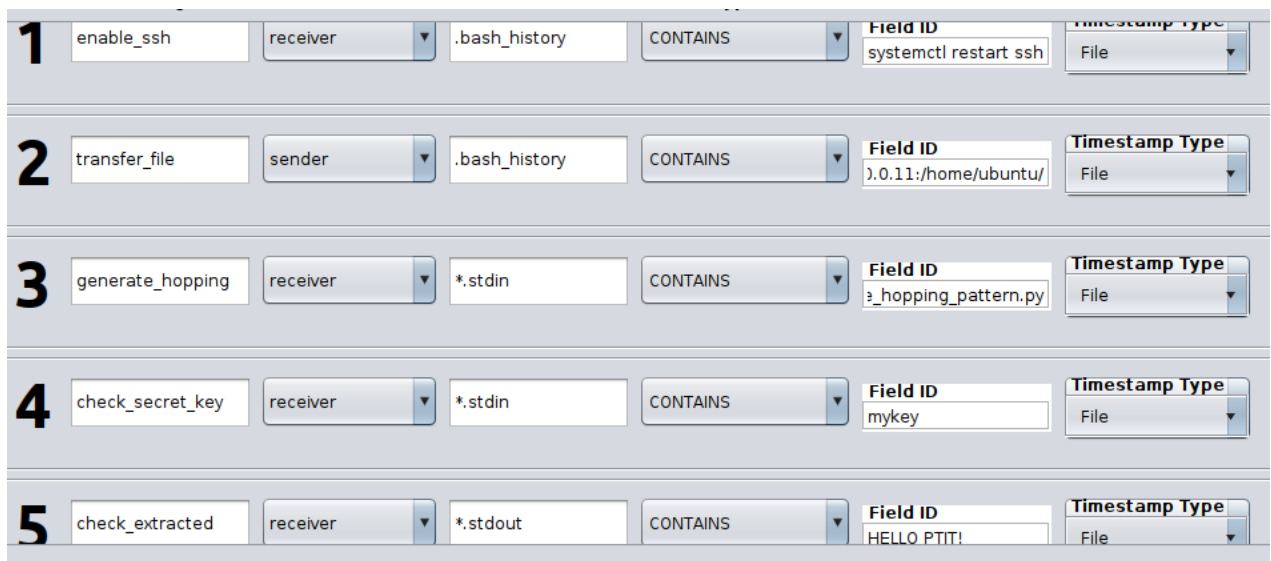 Field ID
Timestamp Type
1 enable_ssh receiver .bash_history CONTAINS systemctl restart ssh File
Field ID
Timestamp Type
2 transfer_file sender .bash_history CONTAINS 0.0.11:/home/ubuntu/ File
Field ID
Timestamp Type
3 generate_hopping receiver *.stdin CONTAINS e_hopping_pattern.py File
Field ID
Timestamp Type
4 check_secret_key receiver *.stdin CONTAINS mykey File
Field ID
Timestamp Type
5 check_extracted receiver *.stdout CONTAINS HELLO PTIT! File